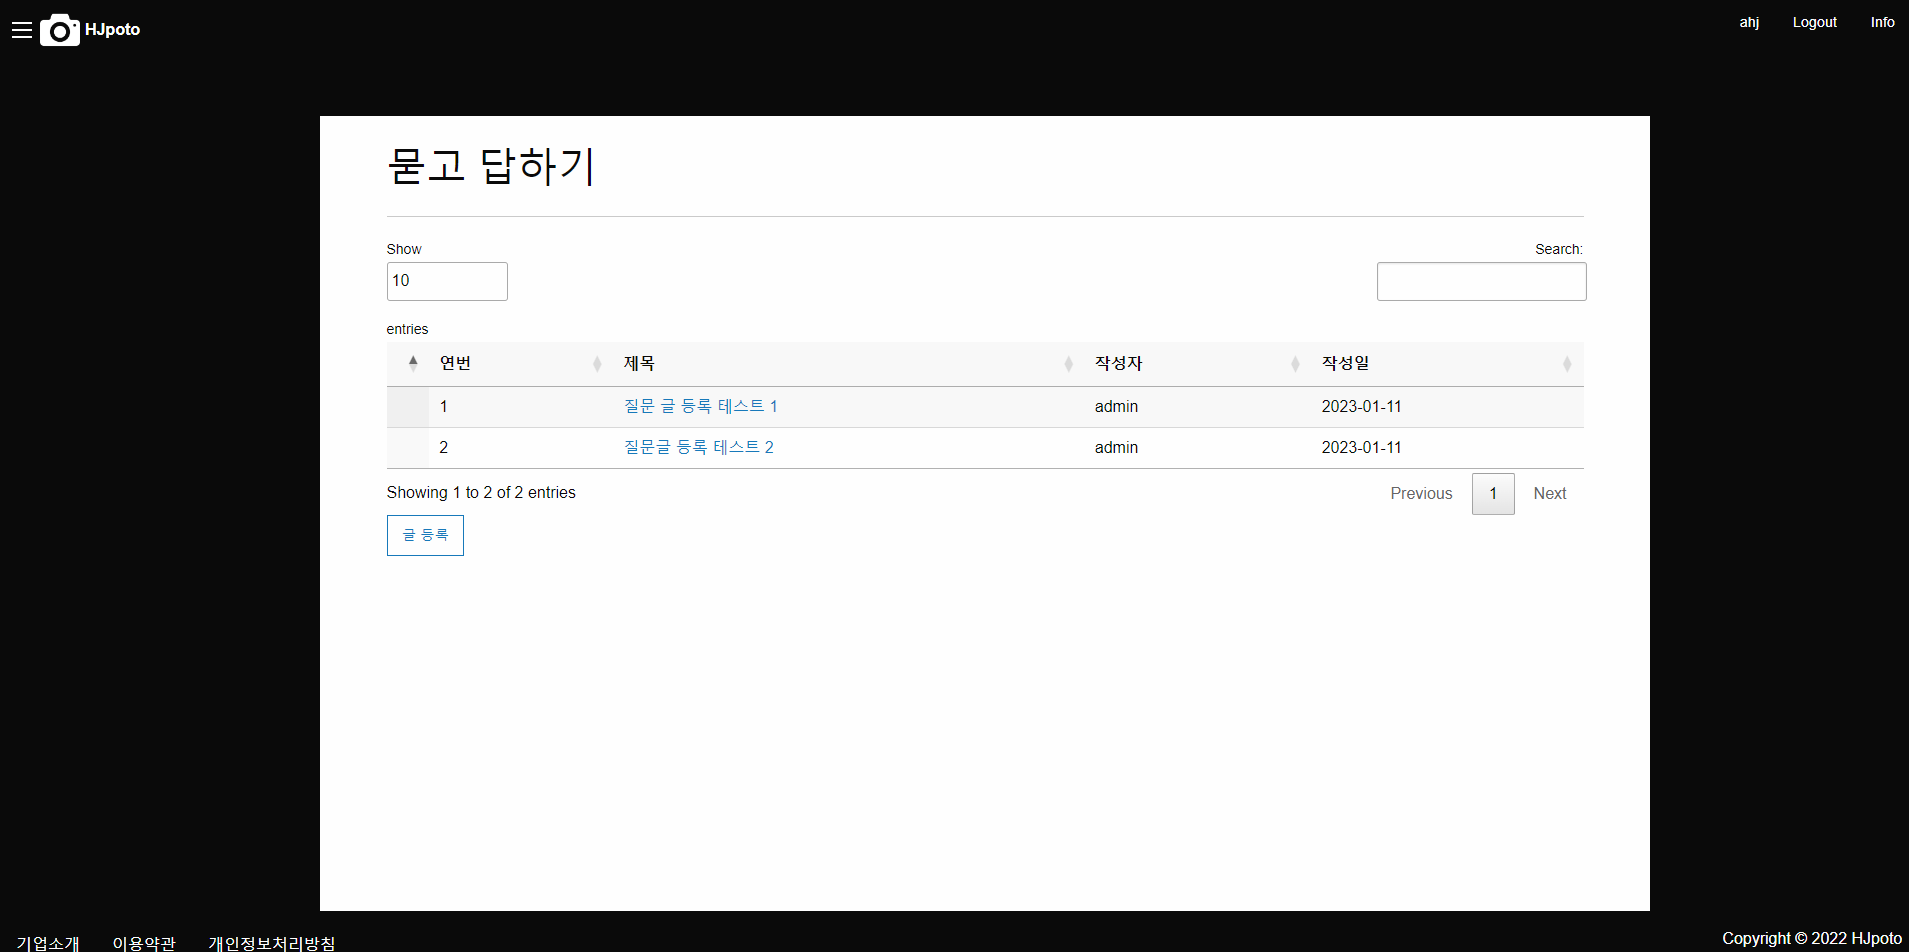 HJpoto
ahj Logout Info
묻고 답하기
Show
Search:
10
entries
연번 제목 작성자 작성일
1 질문 글 등록 테스트 1 admin 2023-01-11
2 질문글 등록 테스트 2 admin 2023-01-11
Showing 1 to 2 of 2 entries
Previous 1 Next
글 등록
기업소개 이용약관 개인정보처리방침
Copyright © 2022 HJpoto